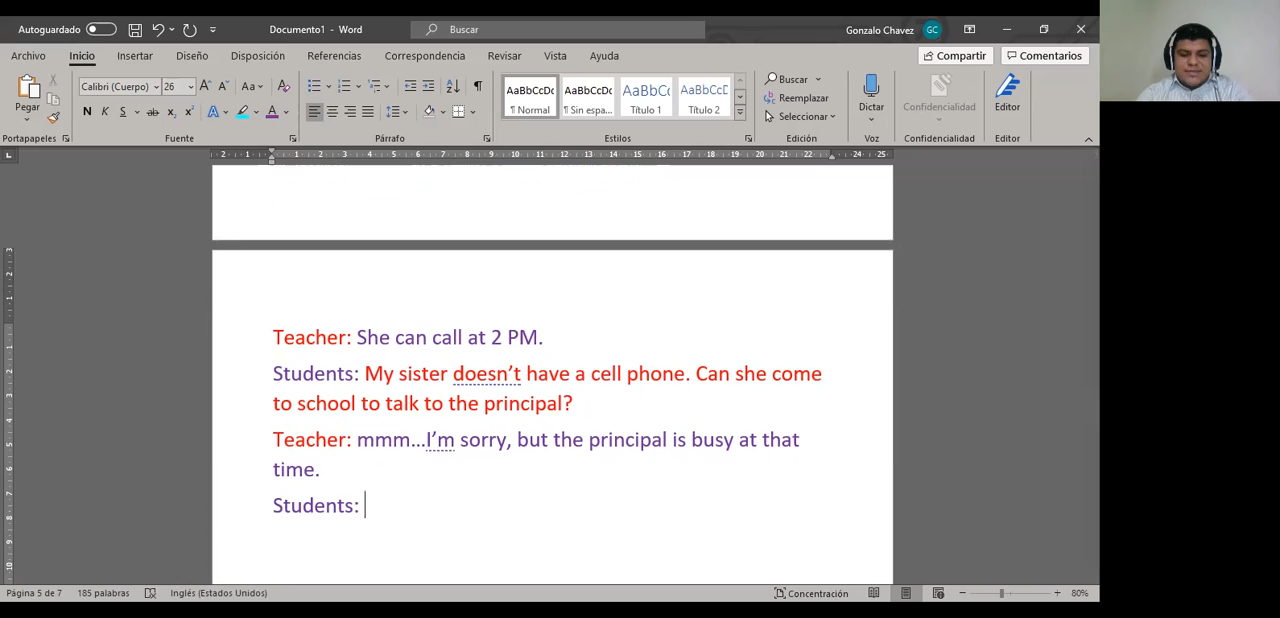 Autoguardado
Documento1 - Word
Buscar
Gonzalo Chavez GC
Archivo Inicio Insertar Diseño Disposición Referencias Correspondencia Revisar Vista Ayuda Compartir Comentarios
Pegar
Portapapeles
Calibri (Cuerpo) 26
Fuente
Párrafo
AaBbCcDc AaBbCcDc AaBbC( AaBbCcD
¶ Normal ¶ Sin espa... Título 1 Título 2
Estilos
Buscar
Reemplazar
Seleccionar
Edición
Dictar
Voz
Confidencialidad
Confidencialidad
Editor
Editor
Teacher: She can call at 2 PM.
Students: My sister doesn’t have a cell phone. Can she come
to school to talk to the principal?
Teacher: mmm…I’m sorry, but the principal is busy at that
time.
Students:
Página 5 de 7 185 palabras Inglés (Estados Unidos) Concentración 80%